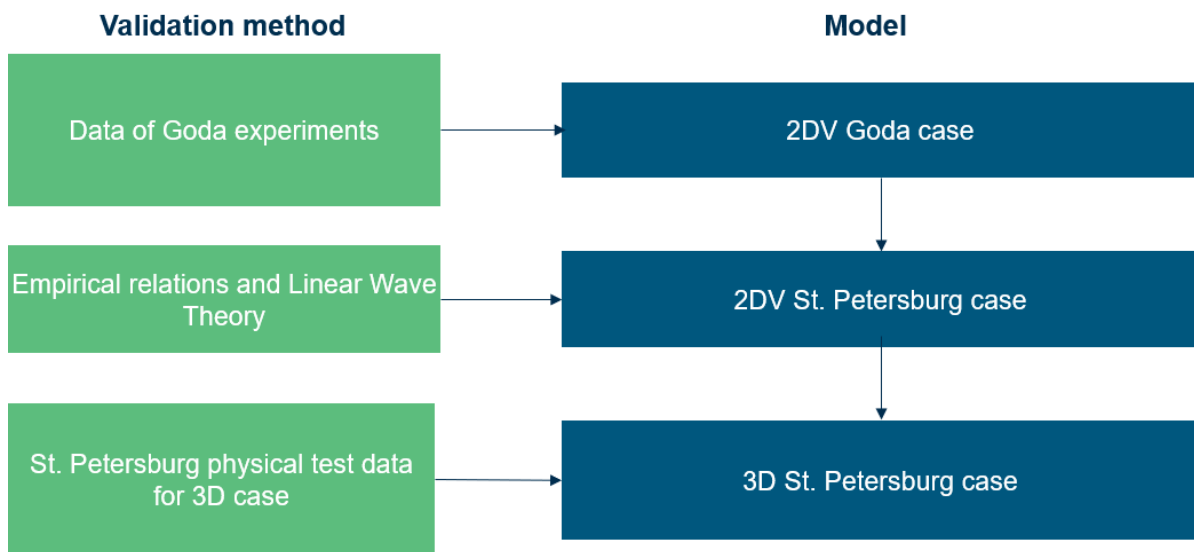 Validation method
Model
Data of Goda experiments
2DV Goda case
Empirical relations and Linear Wave
Theory
2DV St. Petersburg case
St. Petersburg physical test data
for 3D case
3D St. Petersburg case